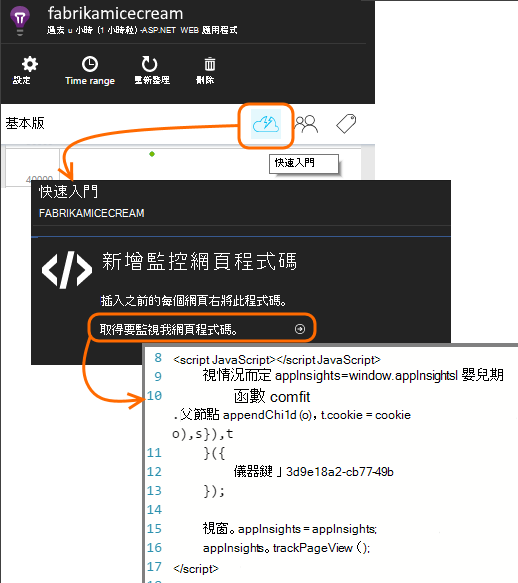 fabrikamicecream
過去 u 小時 (1 小時粒) -ASP.NET WEB 應用程式
設定 Time range 重新整理 刪除
基本版
快速入門
40000
快速入門
FABRIKAMICECREAM
新增監控網頁程式碼
插入之前的每個網頁右將此程式碼。
取得要監視我網頁程式碼。
8 <script JavaScript></script JavaScript>
9 視情況而定 appInsights=window.appInsightsl 嬰兒期
10 函數 comfit
.父節點 appendChi1d (o), t.cookie = cookie
o),s}),t
11 }({
12 儀器鍵」3d9e18a2-cb77-49b
13 });
14
15 視窗。appInsights = appInsights;
16 appInsights。trackPageView ();
17 </script>